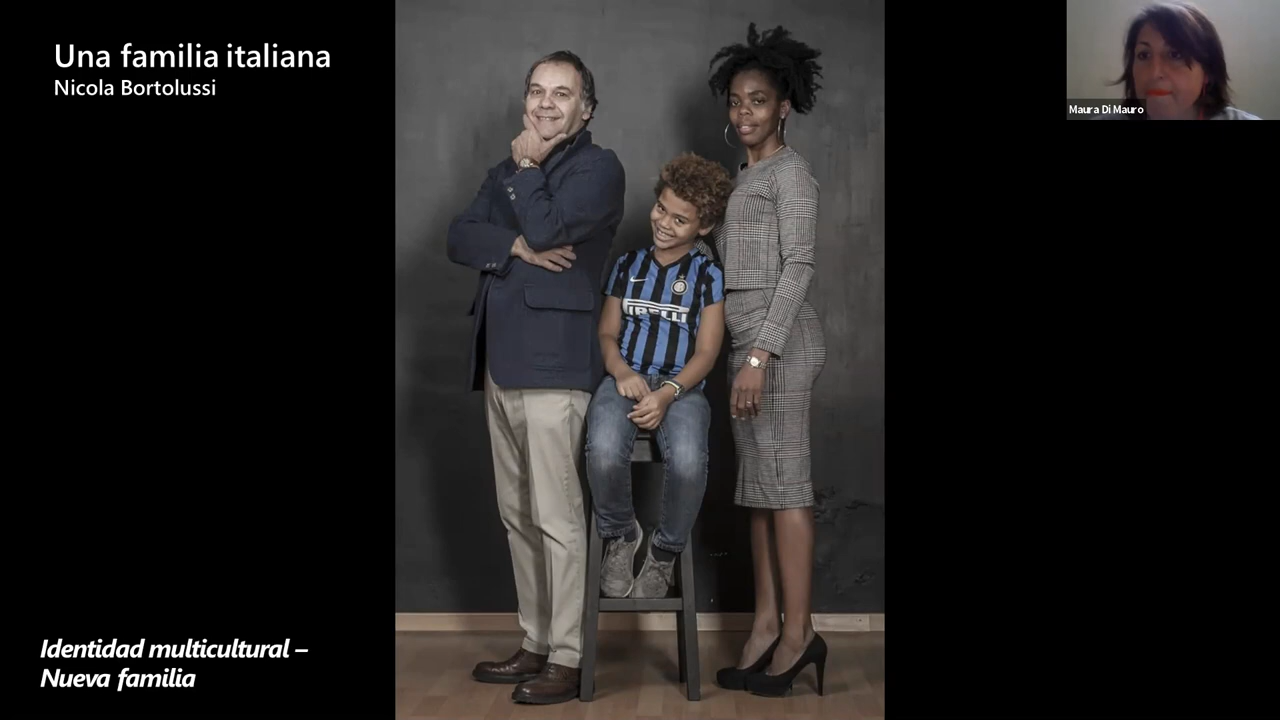 Una familia italiana
Nicola Bortolussi
Maura Di Mauro
PIRELLI
Identidad multicultural –
Nueva familia